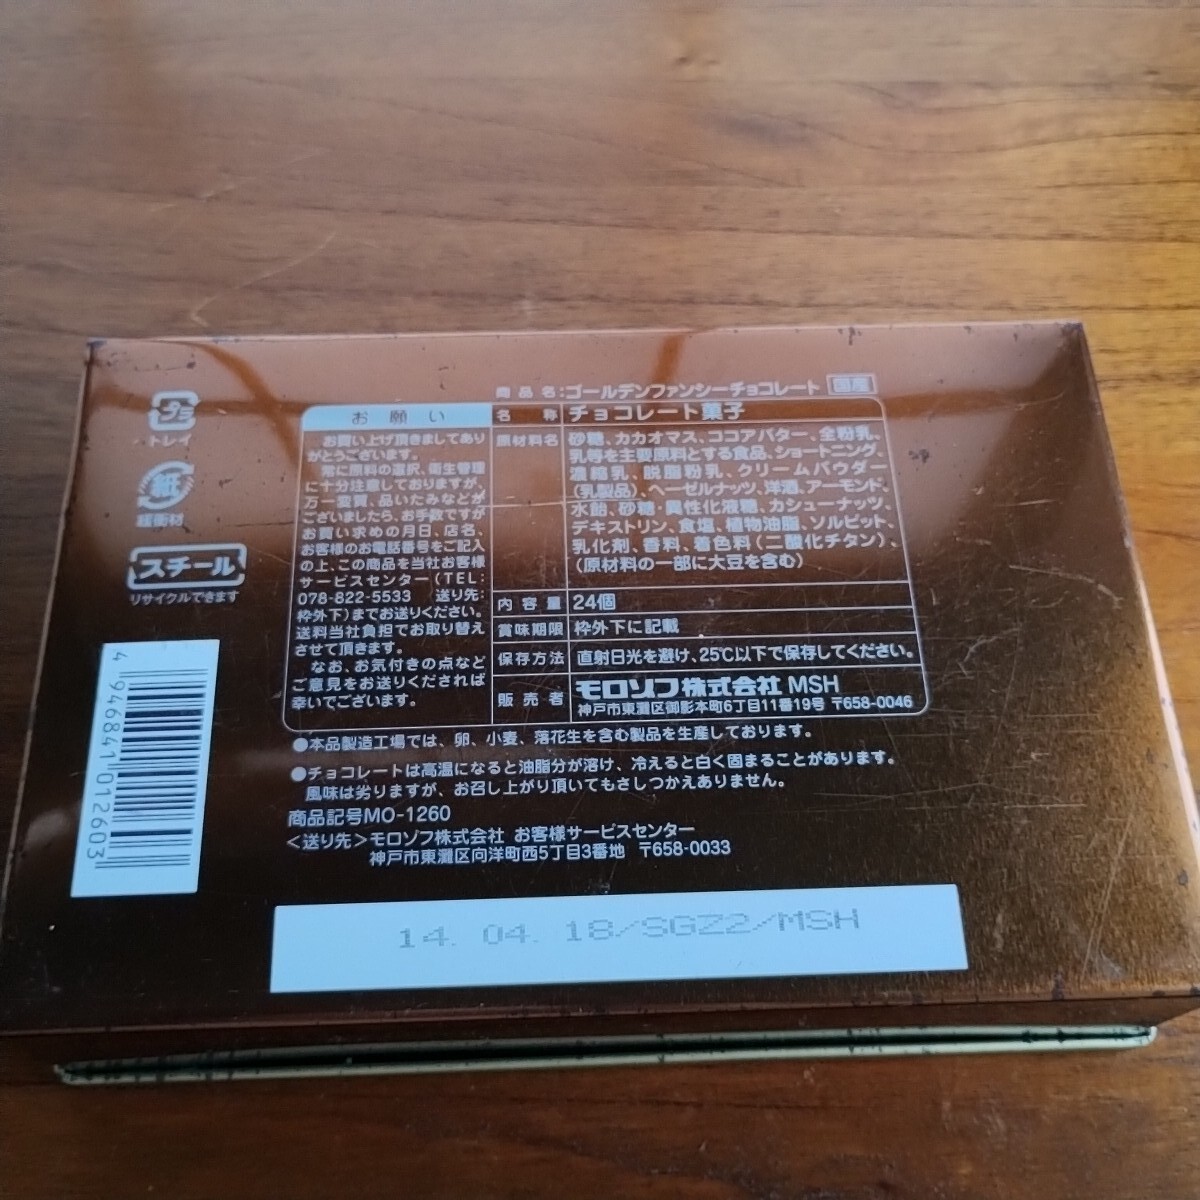 商品名:ゴールデンファンシーチョコレート 国産
プラ
トレイ
紙
緩衝材
スチール
リサイクルできます
お願い
お買い上げ頂きましてあり
がとうございます。
常に原料の選択、衛生管理
に十分注意しておりますが、
万一変質、品いたみなどが
ございましたら、お手数ですが
お買い求めの月日、店名、
お客様のお電話番号をご記入
の上、この商品を当社お客様
サービスセンター(TEL:
078-822-5533 送り先:
枠外下)までお送りください。
送料当社負担でお取り替え
させて頂きます。
なお、お気付きの点など
ご意見をお送りくだされば
幸いでございます。
名称 チョコレート菓子
原材料名 砂糖、カカオマス、ココアバター、全粉乳、
乳等を主要原料とする食品、ショートニング、
濃縮乳、脱脂粉乳、クリームパウダー
(乳製品)、ヘーゼルナッツ、洋酒、アーモンド、
水飴、砂糖・異性化液糖、カシューナッツ、
デキストリン、食塩、植物油脂、ソルビット、
乳化剤、香料、着色料(二酸化チタン)、
(原材料の一部に大豆を含む)
内容量 24個
賞味期限 枠外下に記載
保存方法 直射日光を避け、25℃以下で保存してください。
販売者 モロゾフ株式会社 MSH
神戸市東灘区御影本町6丁目11番19号 〒658-0046
●本品製造工場では、卵、小麦、落花生を含む製品を生産しております。
●チョコレートは高温になると油脂分が溶け、冷えると白く固まることがあります。
風味は劣りますが、お召し上がり頂いてもさしつかえありません。
商品記号MO-1260
<送り先>モロゾフ株式会社 お客様サービスセンター
神戸市東灘区向洋町西5丁目3番地 〒658-0033
4 946841 012603
14. 04. 18/SGZ2/MSH